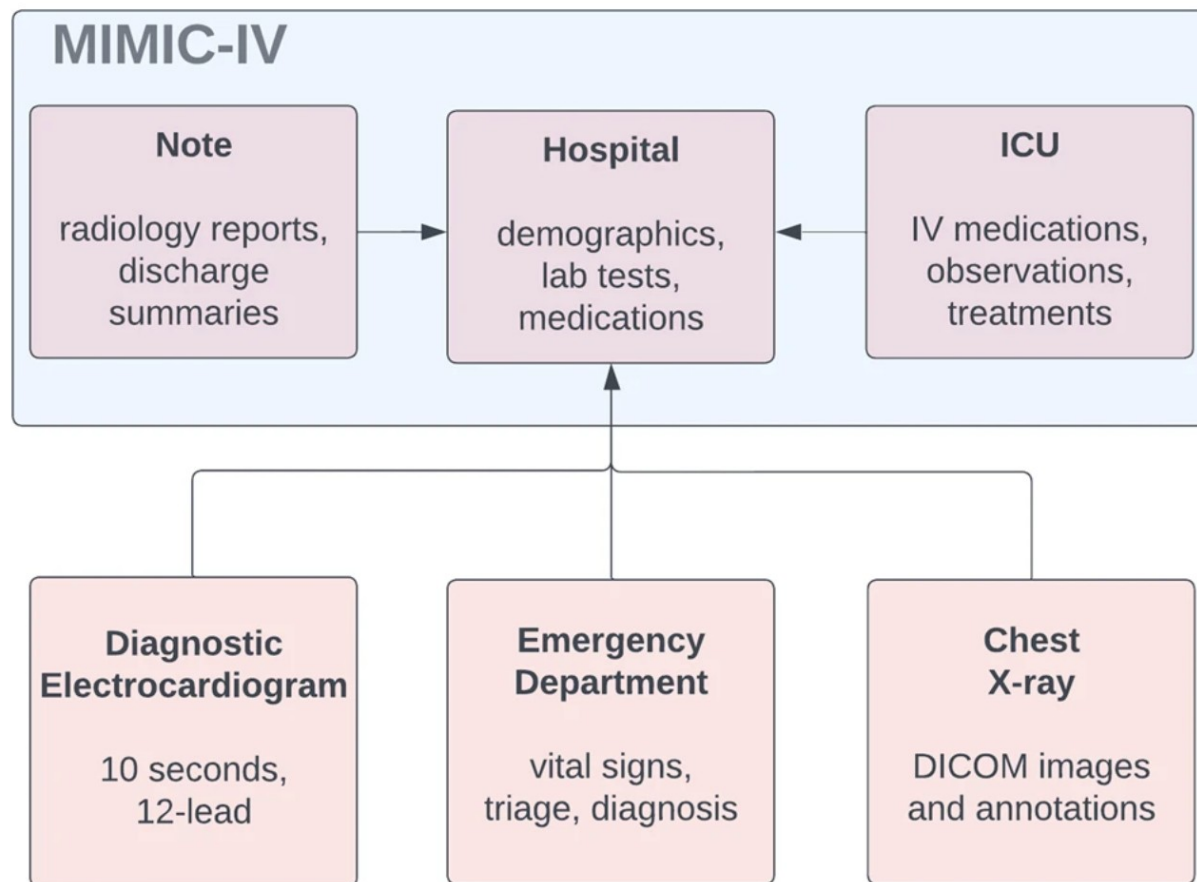 MIMIC-IV
Note
radiology reports,
discharge
summaries
Hospital
demographics,
lab tests,
medications
ICU
IV medications,
observations,
treatments
Diagnostic
Electrocardiogram
10 seconds,
12-lead
Emergency
Department
vital signs,
triage, diagnosis
Chest
X-ray
DICOM images
and annotations